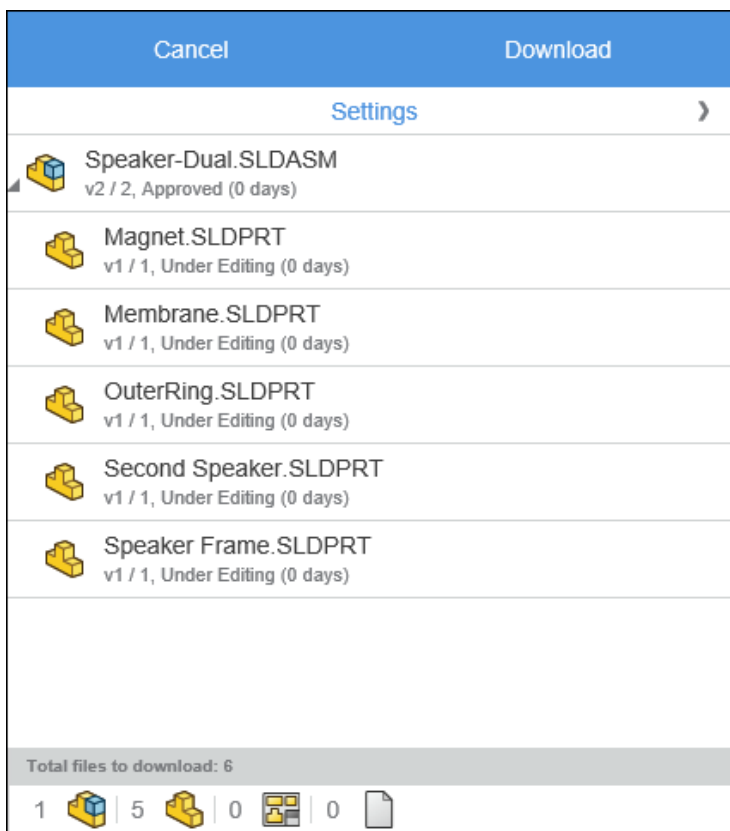 Cancel Download
Settings
Speaker-Dual.SLDASM
v2 / 2, Approved (0 days)
Magnet.SLDPRT
v1 / 1, Under Editing (0 days)
Membrane.SLDPRT
v1 / 1, Under Editing (0 days)
OuterRing.SLDPRT
v1 / 1, Under Editing (0 days)
Second Speaker.SLDPRT
v1 / 1, Under Editing (0 days)
Speaker Frame.SLDPRT
v1 / 1, Under Editing (0 days)
Total files to download: 6
1 5 0 0